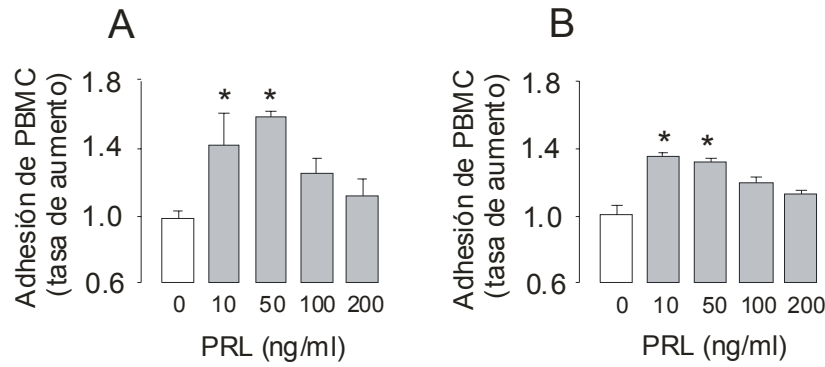 A
Adhesión de PBMC
(tasa de aumento)
1.8
1.4
1.0
0.6
* *
0 10 50 100 200
PRL (ng/ml)
B
Adhesión de PBMC
(tasa de aumento)
1.8
1.4
1.0
0.6
* *
0 10 50 100 200
PRL (ng/ml)